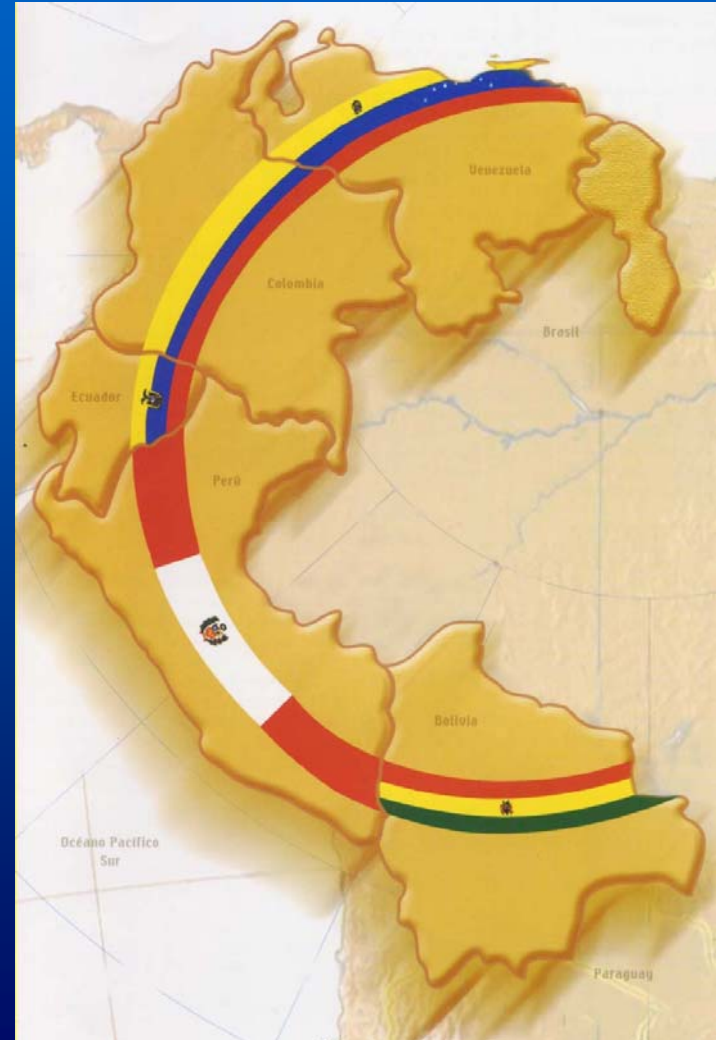 Venezuela
Colombia
Brasil
Ecuador
Perú
Bolivia
Océano Pacífico
Sur
Paraguay